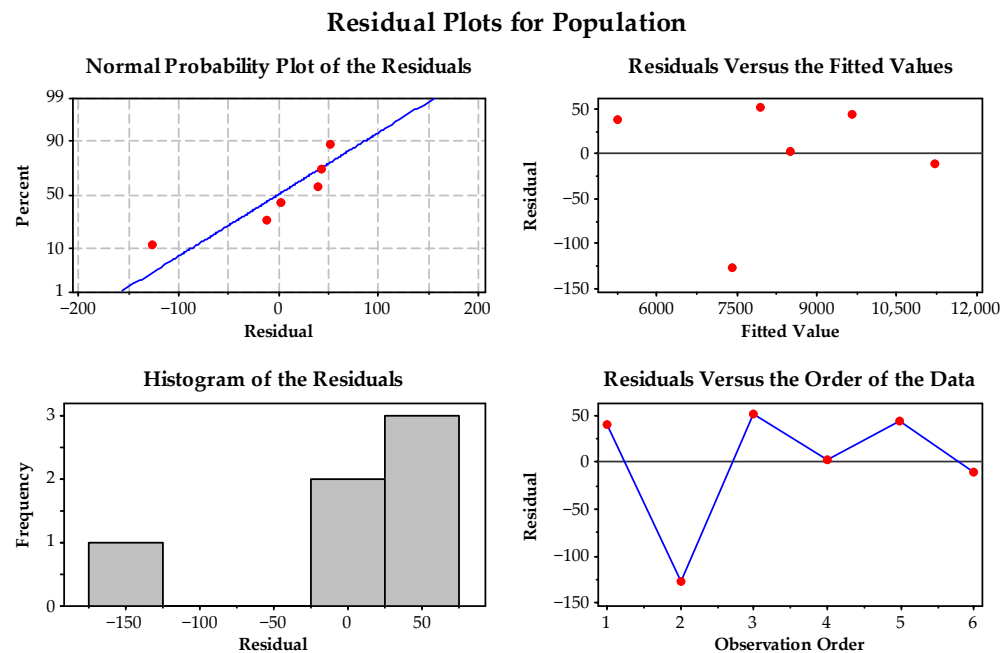 Residual Plots for Population
Normal Probability Plot of the Residuals
99
90
50
10
1
Percent
−200 −100 0 100 200
Residual
Residuals Versus the Fitted Values
50
0
−50
−100
−150
Residual
6000 7500 9000 10,500 12,000
Fitted Value
Histogram of the Residuals
3
2
1
0
Frequency
−150 −100 −50 0 50
Residual
Residuals Versus the Order of the Data
50
0
−50
−100
−150
Residual
1 2 3 4 5 6
Observation Order